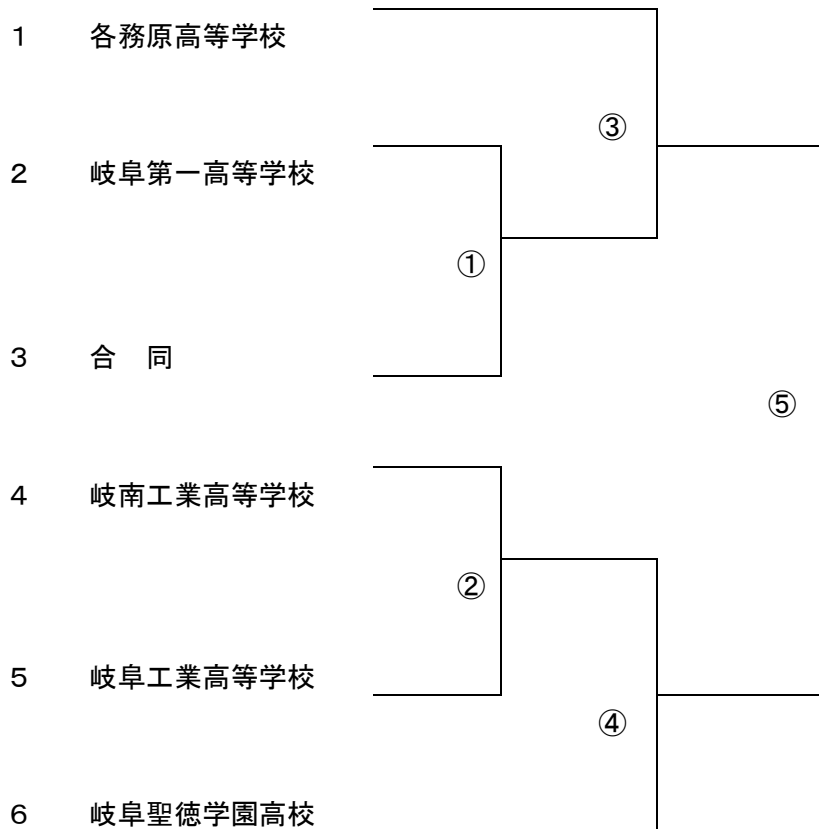 1 各務原高等学校
③
2 岐阜第一高等学校
①
3 合 同
⑤
4 岐南工業高等学校
②
5 岐阜工業高等学校
④
6 岐阜聖徳学園高校